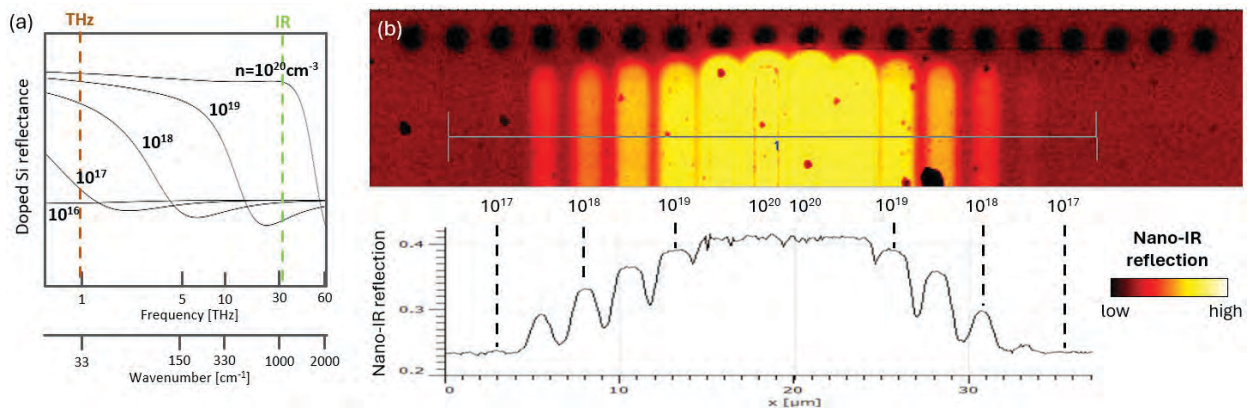 (a)
THz
IR
n=10²⁰cm⁻³
10¹⁹
10¹⁸
10¹⁷
10¹⁶
Doped Si reflectance
1 5 10 30 60
Frequency [THz]
33 150 330 1000 2000
Wavenumber [cm⁻¹]
(b)
1
10¹⁷ 10¹⁸ 10¹⁹ 10²⁰ 10²⁰ 10¹⁹ 10¹⁸ 10¹⁷
Nano-IR reflection
0.4
0.3
0.2
0 10 20 30
x [µm]
Nano-IR
reflection
low high